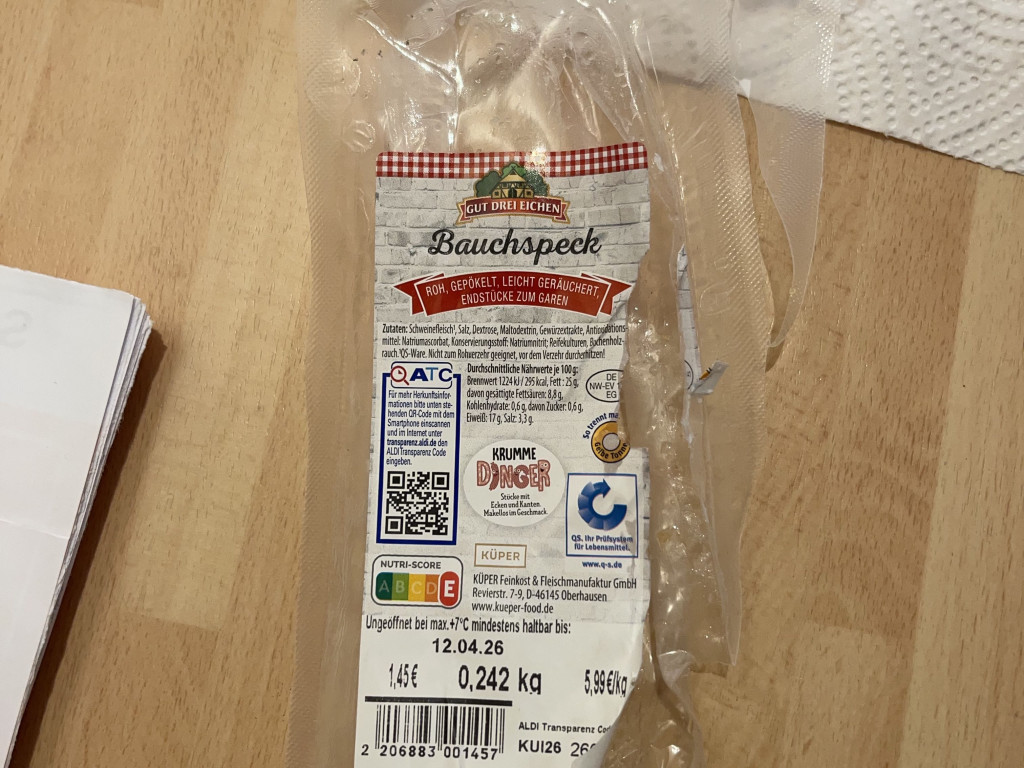 GUT DREI EICHEN
Bauchspeck
ROH, GEPÖKELT, LEICHT GERÄUCHERT,
ENDSTÜCKE ZUM GAREN
Zutaten: Schweinefleisch¹, Salz, Dextrose, Maltodextrin, Gewürzextrakte, Antioxidations-
mittel: Natriumascorbat, Konservierungsstoff: Natriumnitrit; Reifekulturen, Buchenholz-
rauch. ¹QS-Ware. Nicht zum Rohverzehr geeignet, vor dem Verzehr durcherhitzen!
ATC
Für mehr Herkunftsinfor-
mationen bitte unten ste-
henden QR-Code mit dem
Smartphone einscannen
und im Internet unter
transparenz.aldi.de den
ALDI Transparenz Code
eingeben.
Durchschnittliche Nährwerte je 100 g:
Brennwert 1224 kJ / 295 kcal, Fett: 25 g,
davon gesättigte Fettsäuren: 8,8 g,
Kohlenhydrate: 0,6 g, davon Zucker: 0,6 g,
Eiweiß: 17 g, Salz: 3,3 g.
DE
NW-EV
EG
So trennt
Gelbe Tonne
KRUMME
DINGER
Stücke mit
Ecken und Kanten.
Makellos im Geschmack.
QS. Ihr Prüfsystem
für Lebensmittel.
www.q-s.de
NUTRI-SCORE
A B C D E
KÜPER
KÜPER Feinkost & Fleischmanufaktur GmbH
Revierstr. 7-9, D-46145 Oberhausen
www.kueper-food.de
Ungeöffnet bei max.+7°C mindestens haltbar bis:
12.04.26
1,45 € 0,242 kg 5,99 €/kg
ALDI Transparenz
KUI26
2 206883 001457